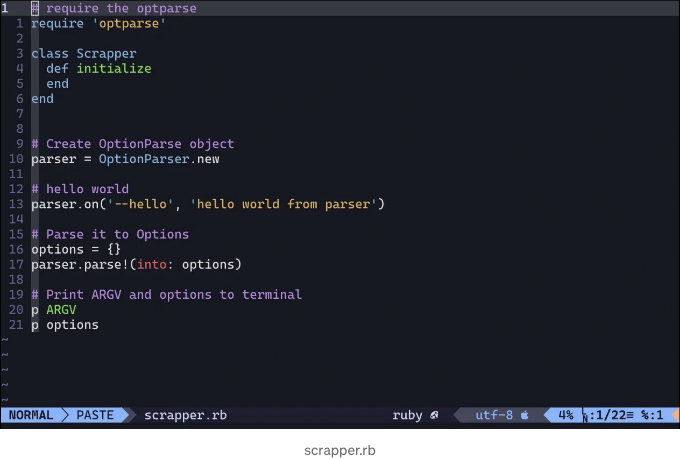 1 # require the optparse
1 require 'optparse'
2
3 class Scrapper
4   def initialize
5   end
6 end
7
8
9 # Create OptionParse object
10 parser = OptionParser.new
11
12 # hello world
13 parser.on('--hello', 'hello world from parser')
14
15 # Parse it to Options
16 options = {}
17 parser.parse!(into: options)
18
19 # Print ARGV and options to terminal
20 p ARGV
21 p options
~
~
~
~
~
NORMAL PASTE scrapper.rb ruby utf-8 4% :1/22≡ %:1
scrapper.rb